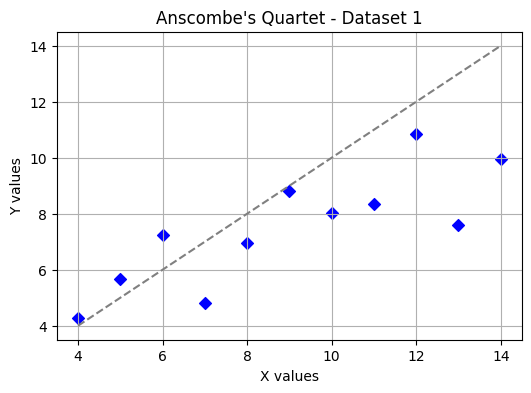 Anscombe's Quartet - Dataset 1
14
12
10
8
6
4
Y values
4 6 8 10 12 14
X values